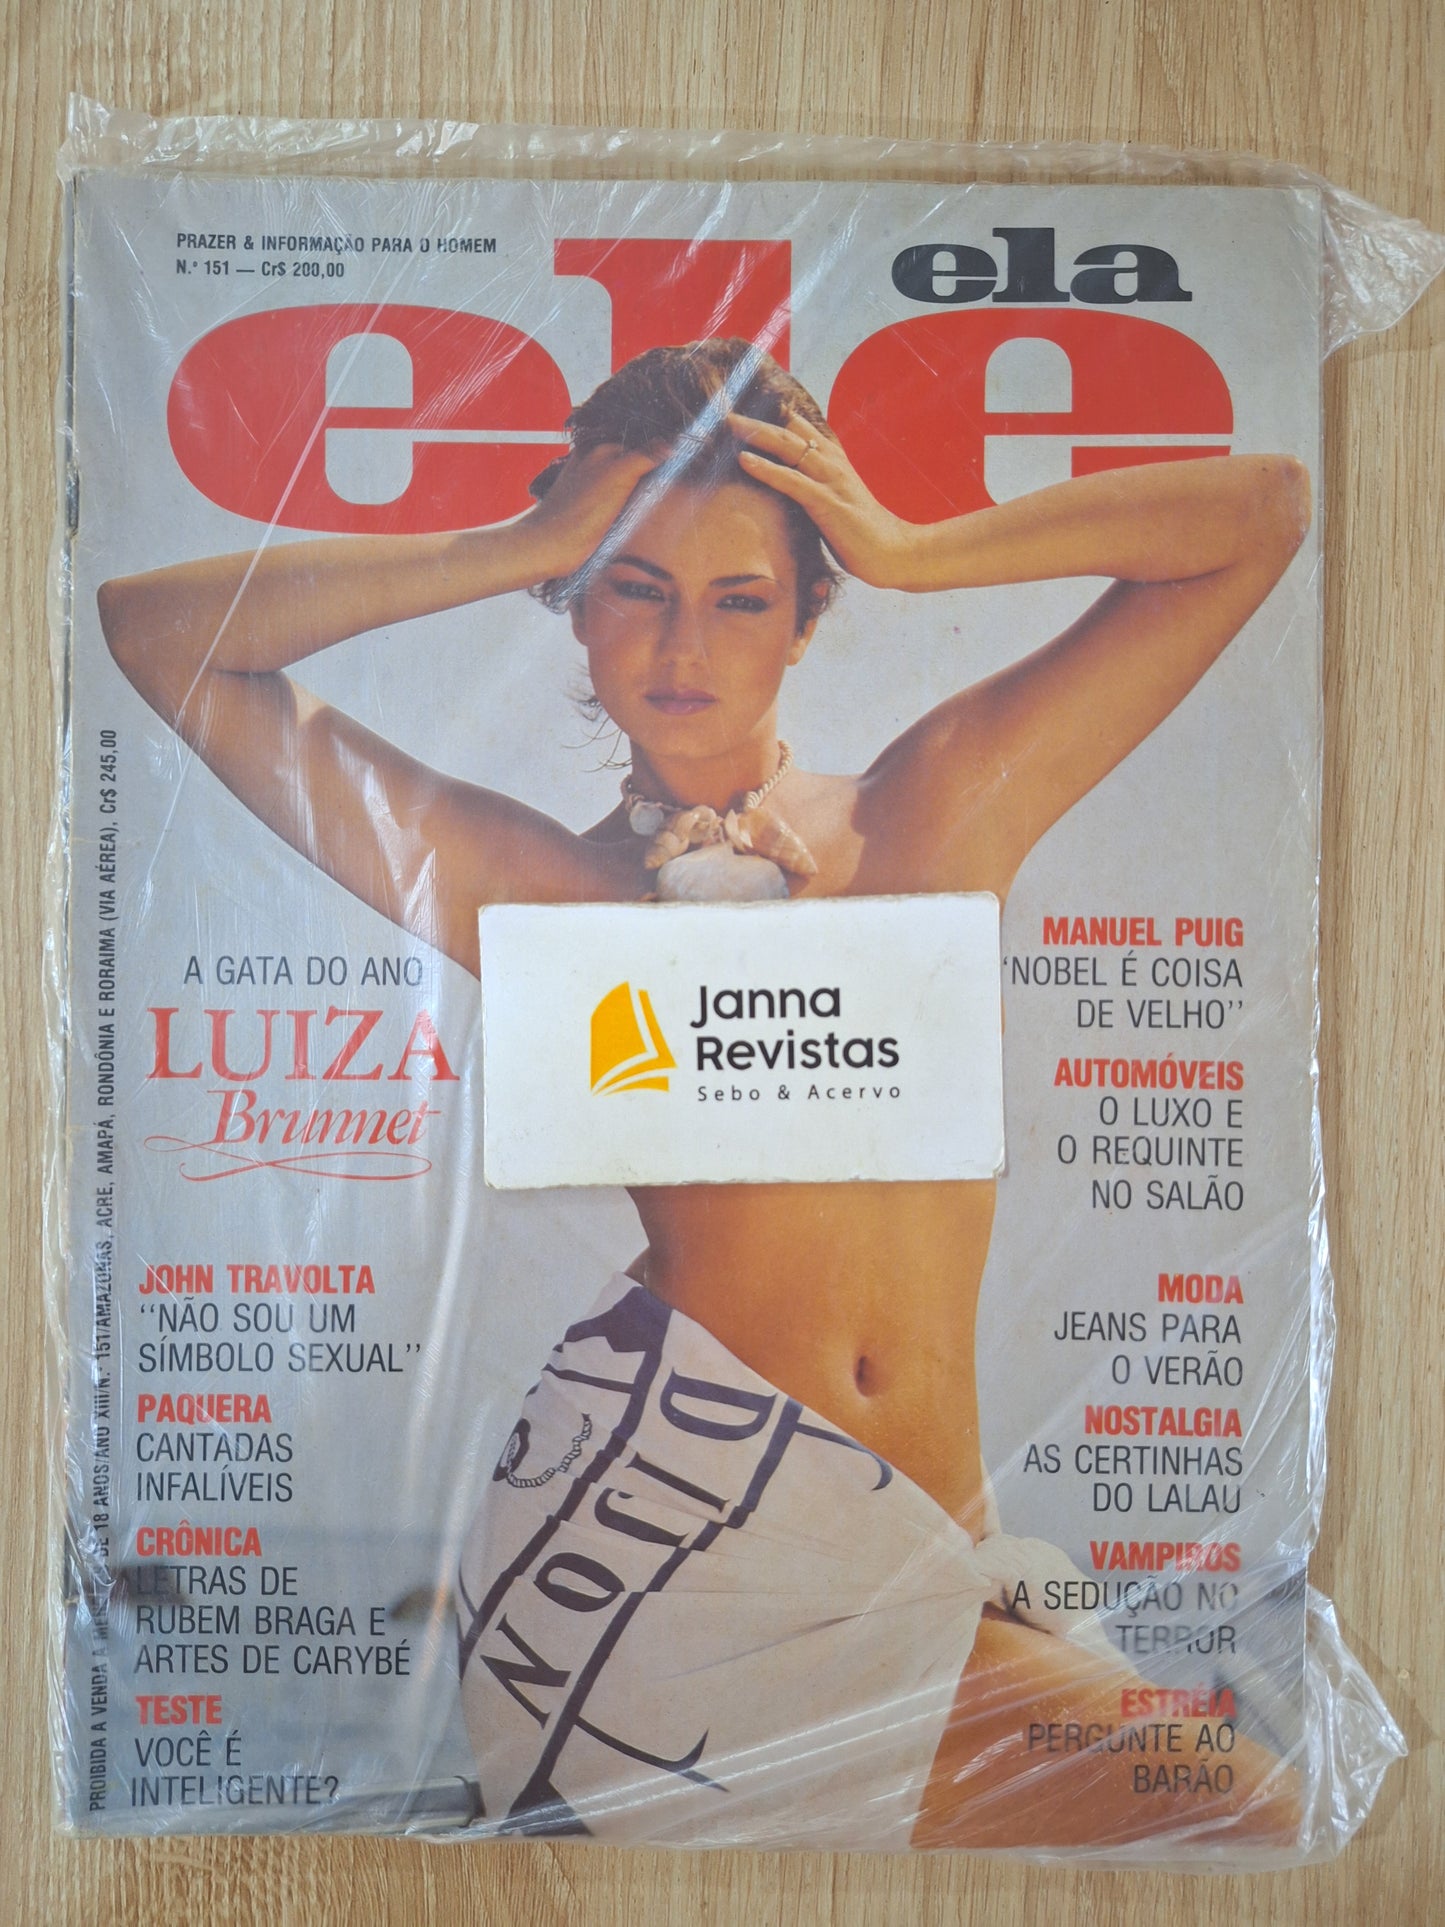 PRAZER & INFORMAÇÃO PARA O HOMEM
N.º 151 — Cr$ 200,00
ela
ele
PROIBIDA A VENDA A MENORES DE 18 ANOS/ANO XIII/N.º 151/AMAZONAS, ACRE, AMAPÁ, RONDÔNIA E RORAIMA (VIA AÉREA), Cr$ 245,00
A GATA DO ANO
LUIZA
Brunnet
JOHN TRAVOLTA
‘‘NÃO SOU UM
SÍMBOLO SEXUAL’’
PAQUERA
CANTADAS
INFALÍVEIS
CRÔNICA
LETRAS DE
RUBEM BRAGA E
ARTES DE CARYBÉ
TESTE
VOCÊ É
INTELIGENTE?
Janna
Revistas
Sebo & Acervo
MANUEL PUIG
‘NOBEL É COISA
DE VELHO’’
AUTOMÓVEIS
O LUXO E
O REQUINTE
NO SALÃO
MODA
JEANS PARA
O VERÃO
NOSTALGIA
AS CERTINHAS
DO LALAU
VAMPIROS
A SEDUÇÃO NO
TERROR
ESTRÉIA
PERGUNTE AO
BARÃO
DIJON